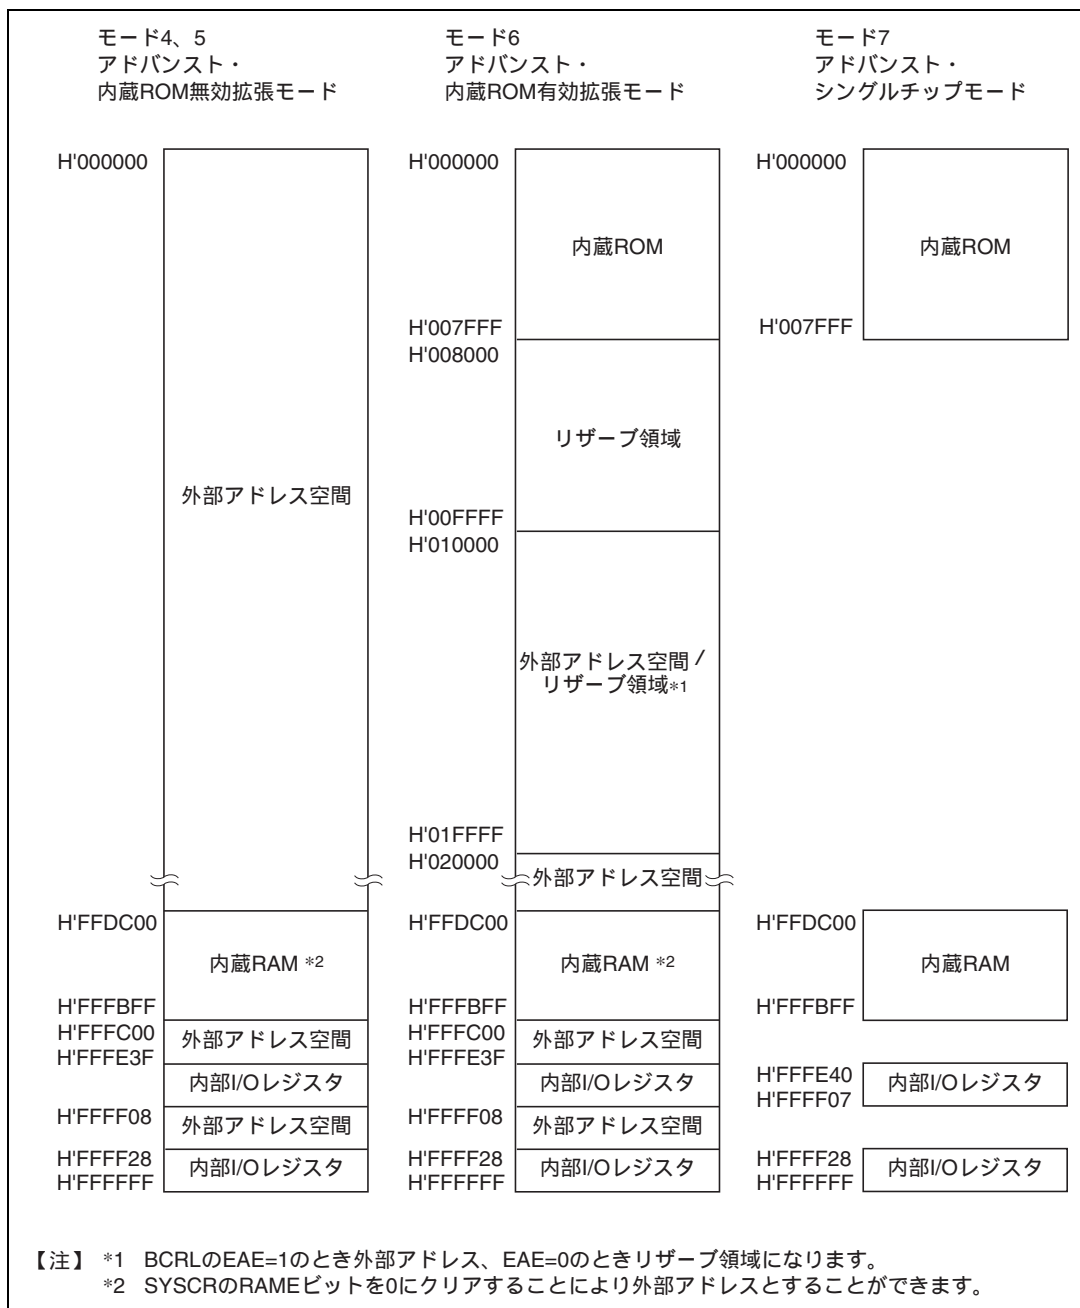 モード4、5
アドバンスト・
内蔵ROM無効拡張モード
H'000000
外部アドレス空間
H'FFDC00
内蔵RAM *2
H'FFFBFF
H'FFFC00
外部アドレス空間
H'FFFE3F
内部I/Oレジスタ
H'FFFF08
外部アドレス空間
H'FFFF28
内部I/Oレジスタ
H'FFFFFF
モード6
アドバンスト・
内蔵ROM有効拡張モード
H'000000
内蔵ROM
H'007FFF
H'008000
リザーブ領域
H'00FFFF
H'010000
外部アドレス空間/
リザーブ領域*1
H'01FFFF
H'020000
外部アドレス空間
H'FFDC00
内蔵RAM *2
H'FFFBFF
H'FFFC00
外部アドレス空間
H'FFFE3F
内部I/Oレジスタ
H'FFFF08
外部アドレス空間
H'FFFF28
内部I/Oレジスタ
H'FFFFFF
モード7
アドバンスト・
シングルチップモード
H'000000
内蔵ROM
H'007FFF
H'FFDC00
内蔵RAM
H'FFFBFF
H'FFFE40
内部I/Oレジスタ
H'FFFF07
H'FFFF28
内部I/Oレジスタ
H'FFFFFF
【注】 *1 BCRLのEAE=1のとき外部アドレス、EAE=0のときリザーブ領域になります。
*2 SYSCRのRAMEビットを0にクリアすることにより外部アドレスとすることができます。